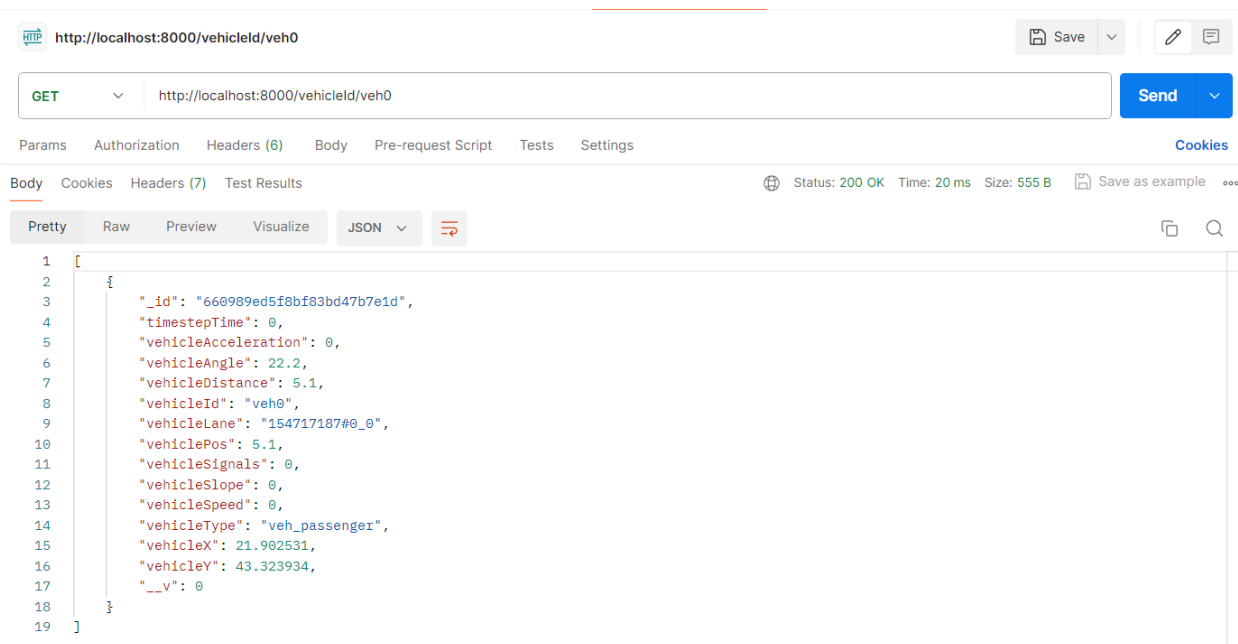 HTTP http://localhost:8000/vehicleId/veh0 Save
GET http://localhost:8000/vehicleId/veh0 Send
Params Authorization Headers (6) Body Pre-request Script Tests Settings Cookies
Body Cookies Headers (7) Test Results Status: 200 OK Time: 20 ms Size: 555 B Save as example
Pretty Raw Preview Visualize JSON
1 [
2 {
3 "_id": "660989ed5f8bf83bd47b7e1d",
4 "timestepTime": 0,
5 "vehicleAcceleration": 0,
6 "vehicleAngle": 22.2,
7 "vehicleDistance": 5.1,
8 "vehicleId": "veh0",
9 "vehicleLane": "154717187#0_0",
10 "vehiclePos": 5.1,
11 "vehicleSignals": 0,
12 "vehicleSlope": 0,
13 "vehicleSpeed": 0,
14 "vehicleType": "veh_passenger",
15 "vehicleX": 21.902531,
16 "vehicleY": 43.323934,
17 "__v": 0
18 }
19 ]